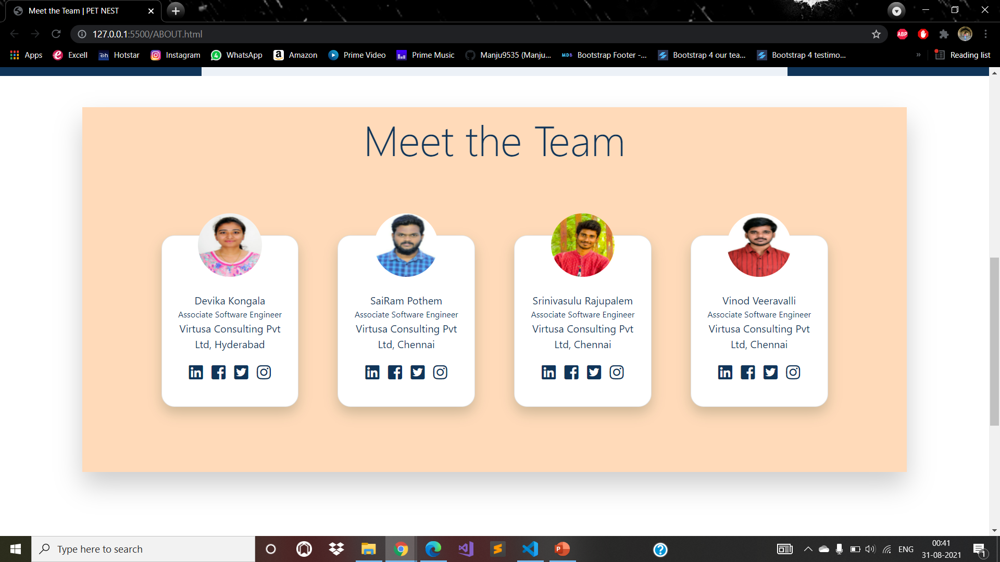 Meet the Team | PET NEST
127.0.0.1:5500/ABOUT.html
ABP
Apps Excell Hotstar Instagram WhatsApp Amazon Prime Video Prime Music Manju9535 (Manju... MDB Bootstrap Footer -... Bootstrap 4 our tea... Bootstrap 4 testimo... » Reading list
Meet the Team
Devika Kongala
Associate Software Engineer
Virtusa Consulting Pvt
Ltd, Hyderabad
SaiRam Pothem
Associate Software Engineer
Virtusa Consulting Pvt
Ltd, Chennai
Srinivasulu Rajupalem
Associate Software Engineer
Virtusa Consulting Pvt
Ltd, Chennai
Vinod Veeravalli
Associate Software Engineer
Virtusa Consulting Pvt
Ltd, Chennai
Type here to search
ENG
00:41
31-08-2021
1